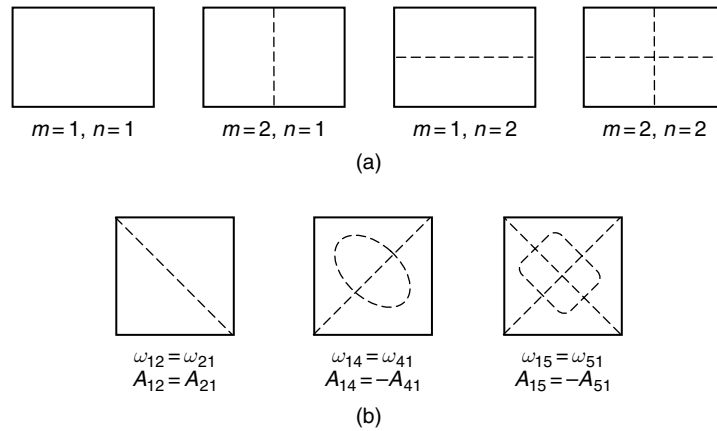 m=1, n=1 m=2, n=1 m=1, n=2 m=2, n=2
(a)
ω12=ω21 ω14=ω41 ω15=ω51
A12=A21 A14=−A41 A15=−A51
(b)